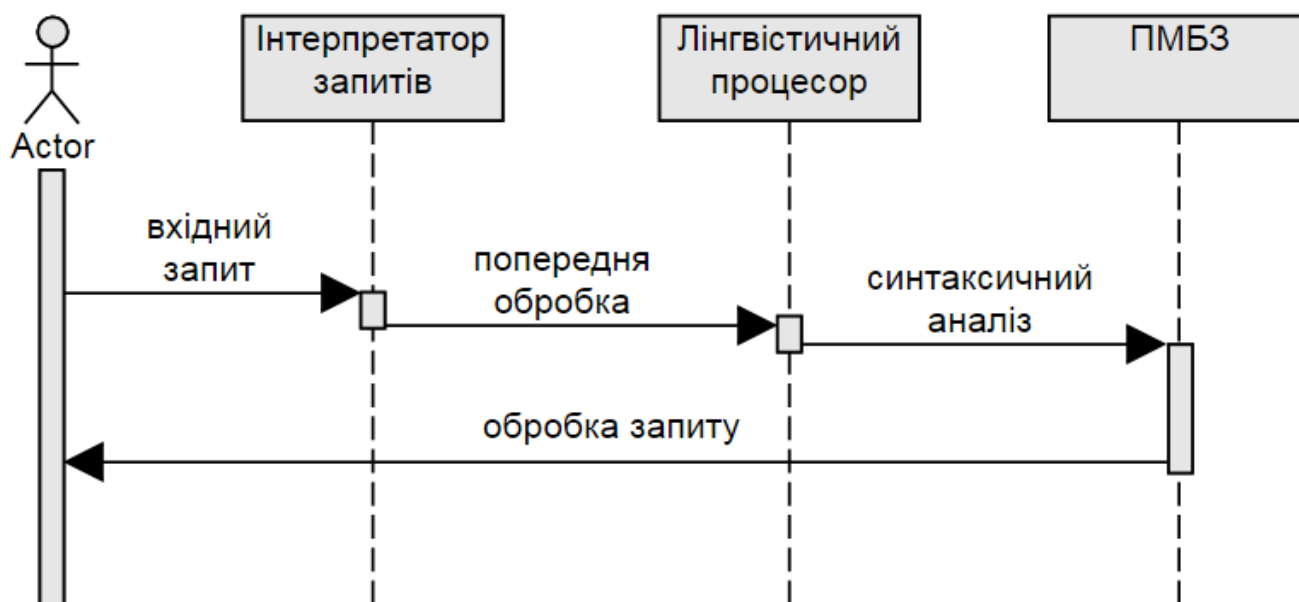 Інтерпретатор
запитів
Лінгвістичний
процесор
ПМБЗ
Actor
вхідний
запит
попередня
обробка
синтаксичний
аналіз
обробка запиту